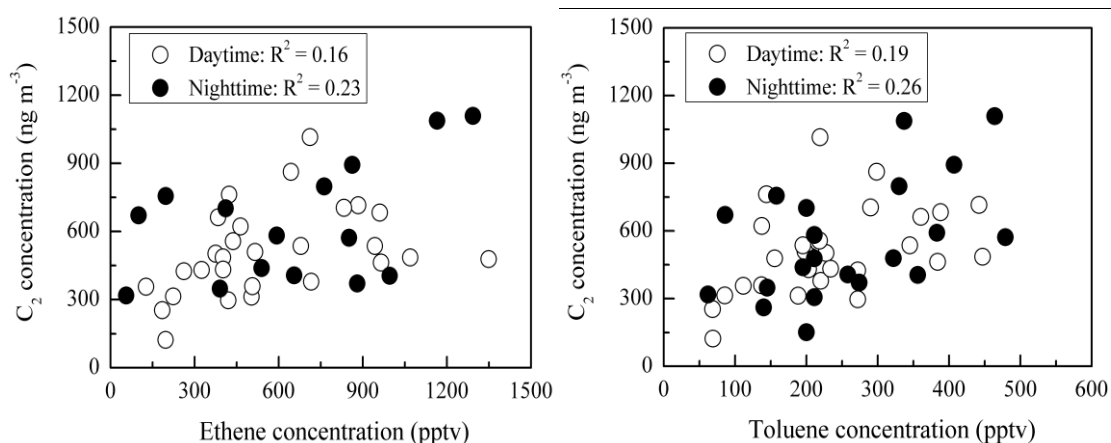 1500
1200
900
600
300
0
C₂ concentration (ng m⁻³)
Daytime: R² = 0.16
Nighttime: R² = 0.23
0 300 600 900 1200 1500
Ethene concentration (pptv)
1500
1200
900
600
300
0
C₂ concentration (ng m⁻³)
Daytime: R² = 0.19
Nighttime: R² = 0.26
0 100 200 300 400 500 600
Toluene concentration (pptv)